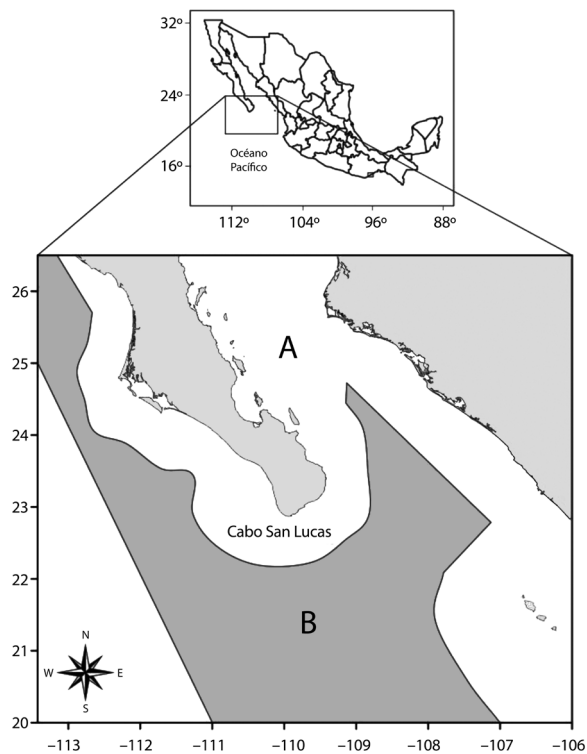 32º
24º
16º
Océano
Pacífico
112º
104º
96º
88º
26
A
25
24
23
Cabo San Lucas
22
B
21
N
W
E
S
20
–113
–112
–111
–110
–109
–108
–107
–106